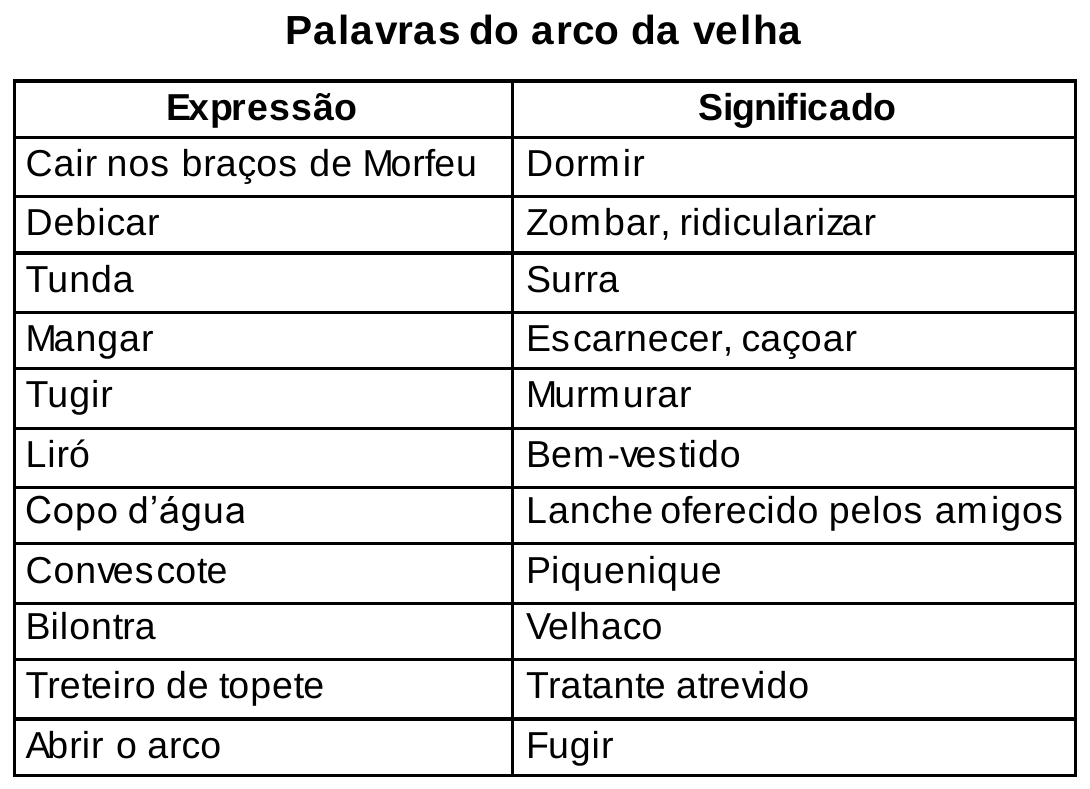 Palavras do arco da velha
Expressão Significado
Cair nos braços de Morfeu Dormir
Debicar Zombar, ridicularizar
Tunda Surra
Mangar Escarnecer, caçoar
Tugir Murmurar
Liró Bem-vestido
Copo d’água Lanche oferecido pelos amigos
Convescote Piquenique
Bilontra Velhaco
Treteiro de topete Tratante atrevido
Abrir o arco Fugir